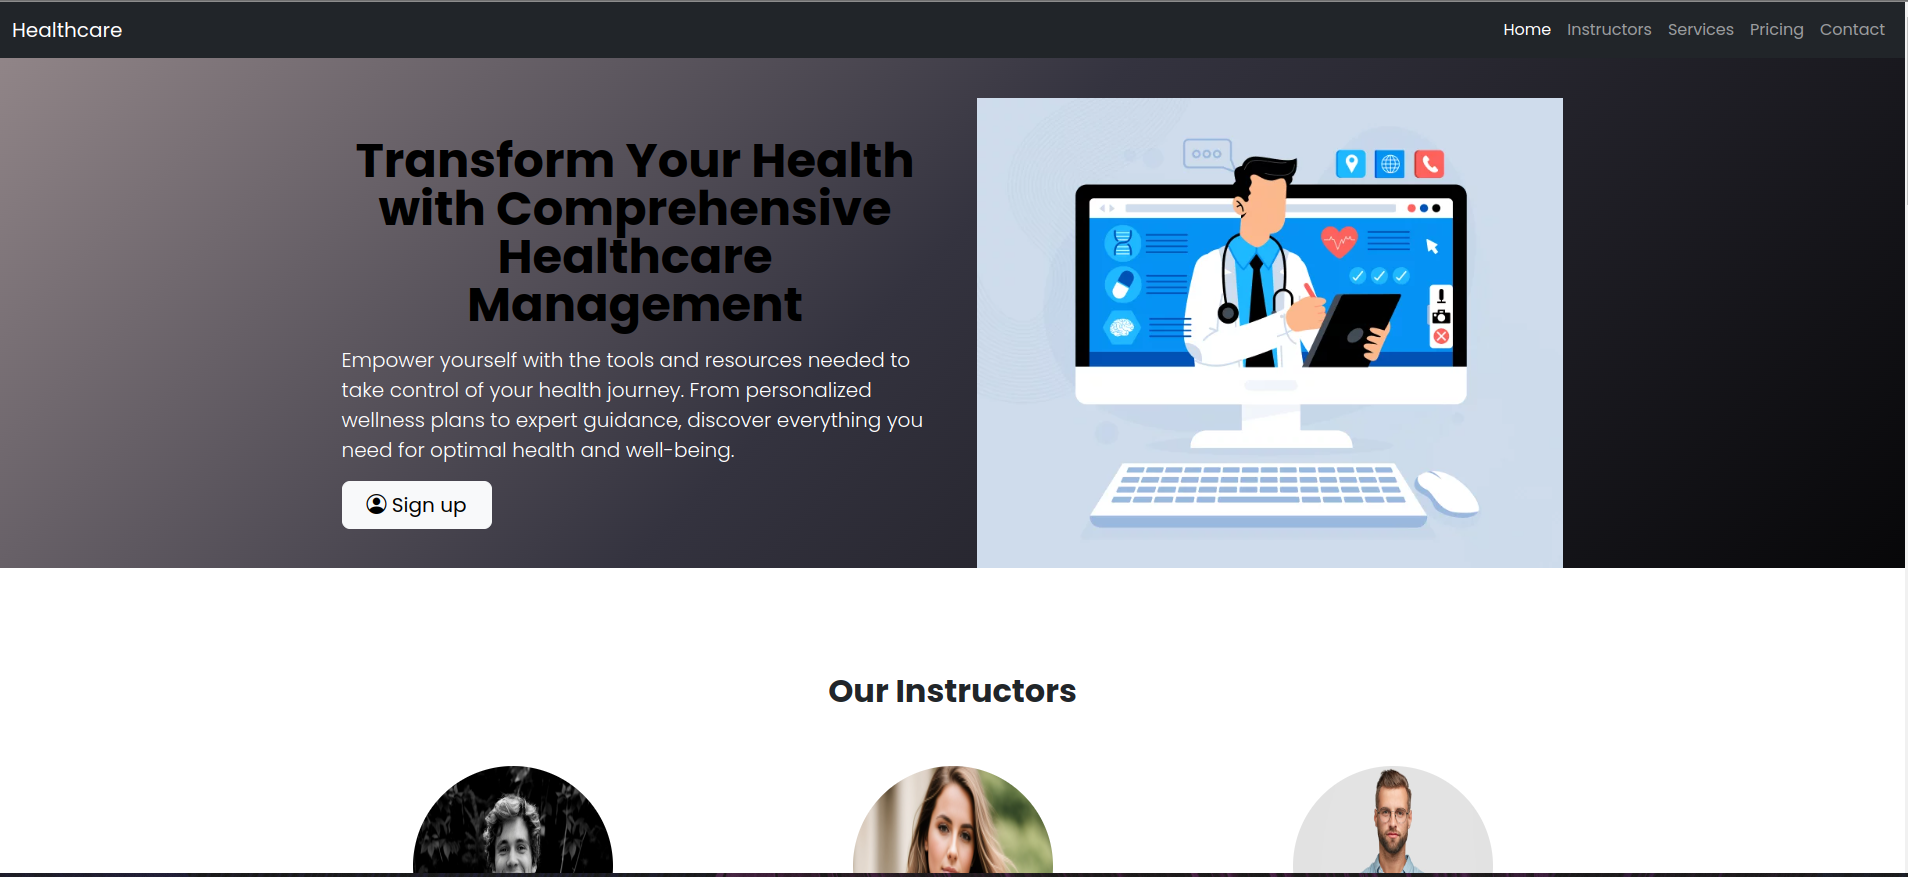 Healthcare
Home Instructors Services Pricing Contact
Transform Your Health
with Comprehensive
Healthcare
Management
Empower yourself with the tools and resources needed to
take control of your health journey. From personalized
wellness plans to expert guidance, discover everything you
need for optimal health and well-being.
Sign up
Our Instructors